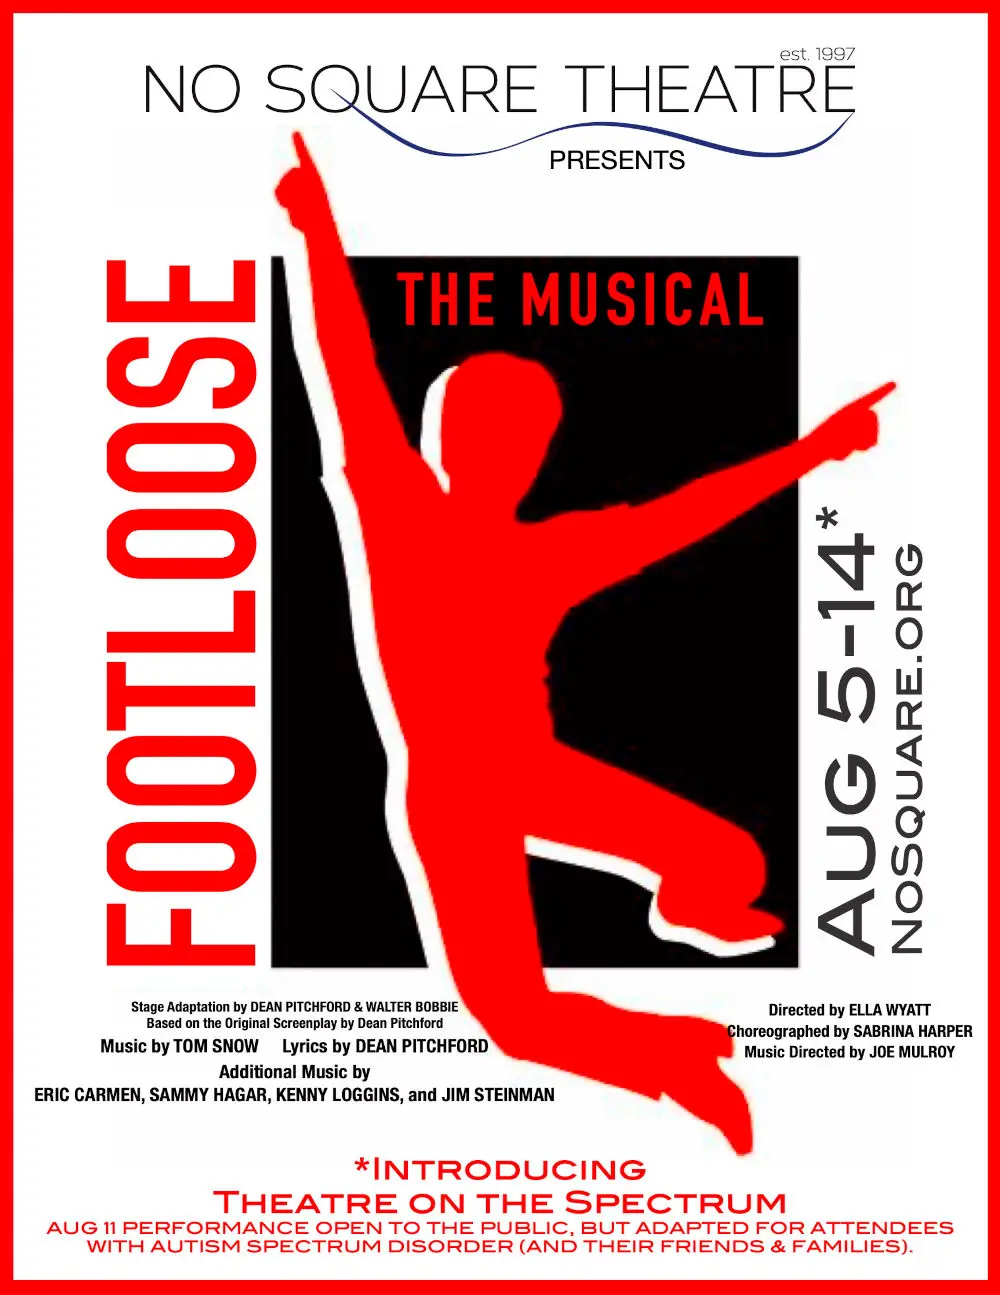 est. 1997
NO SQUARE THEATRE
PRESENTS
FOOTLOOSE
THE MUSICAL
AUG 5-14*
NOSQUARE.ORG
Stage Adaptation by DEAN PITCHFORD & WALTER BOBBIE
Based on the Original Screenplay by Dean Pitchford
Music by TOM SNOW Lyrics by DEAN PITCHFORD
Additional Music by
ERIC CARMEN, SAMMY HAGAR, KENNY LOGGINS, and JIM STEINMAN
Directed by ELLA WYATT
Choreographed by SABRINA HARPER
Music Directed by JOE MULROY
*INTRODUCING
THEATRE ON THE SPECTRUM
AUG 11 PERFORMANCE OPEN TO THE PUBLIC, BUT ADAPTED FOR ATTENDEES
WITH AUTISM SPECTRUM DISORDER (AND THEIR FRIENDS & FAMILIES).